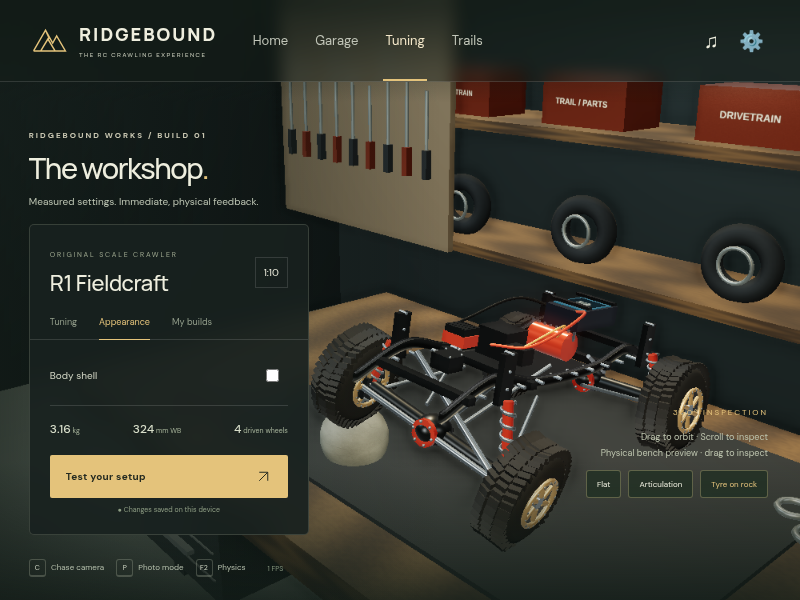 RIDGEBOUND
THE RC CRAWLING EXPERIENCE
Home
Garage
Tuning
Trails
TRAIN
TRAIL / PARTS
DRIVETRAIN
RIDGEBOUND WORKS / BUILD 01
The workshop.
Measured settings. Immediate, physical feedback.
ORIGINAL SCALE CRAWLER
R1 Fieldcraft
1:10
Tuning
Appearance
My builds
Body shell
3.16 kg
324 mm WB
4 driven wheels
Test your setup
Changes saved on this device
INSPECTION
Drag to orbit · Scroll to inspect
Physical bench preview · drag to inspect
Flat
Articulation
Tyre on rock
C Chase camera
P Photo mode
F2 Physics
1 FPS